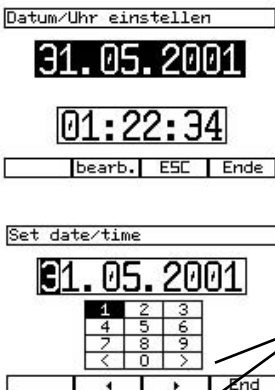 Datum/Uhr einstellen
31.05.2001
01:22:34
bearb. ESC Ende
Set date/time
31.05.2001
1 2 3
4 5 6
7 8 9
< 0 >
End